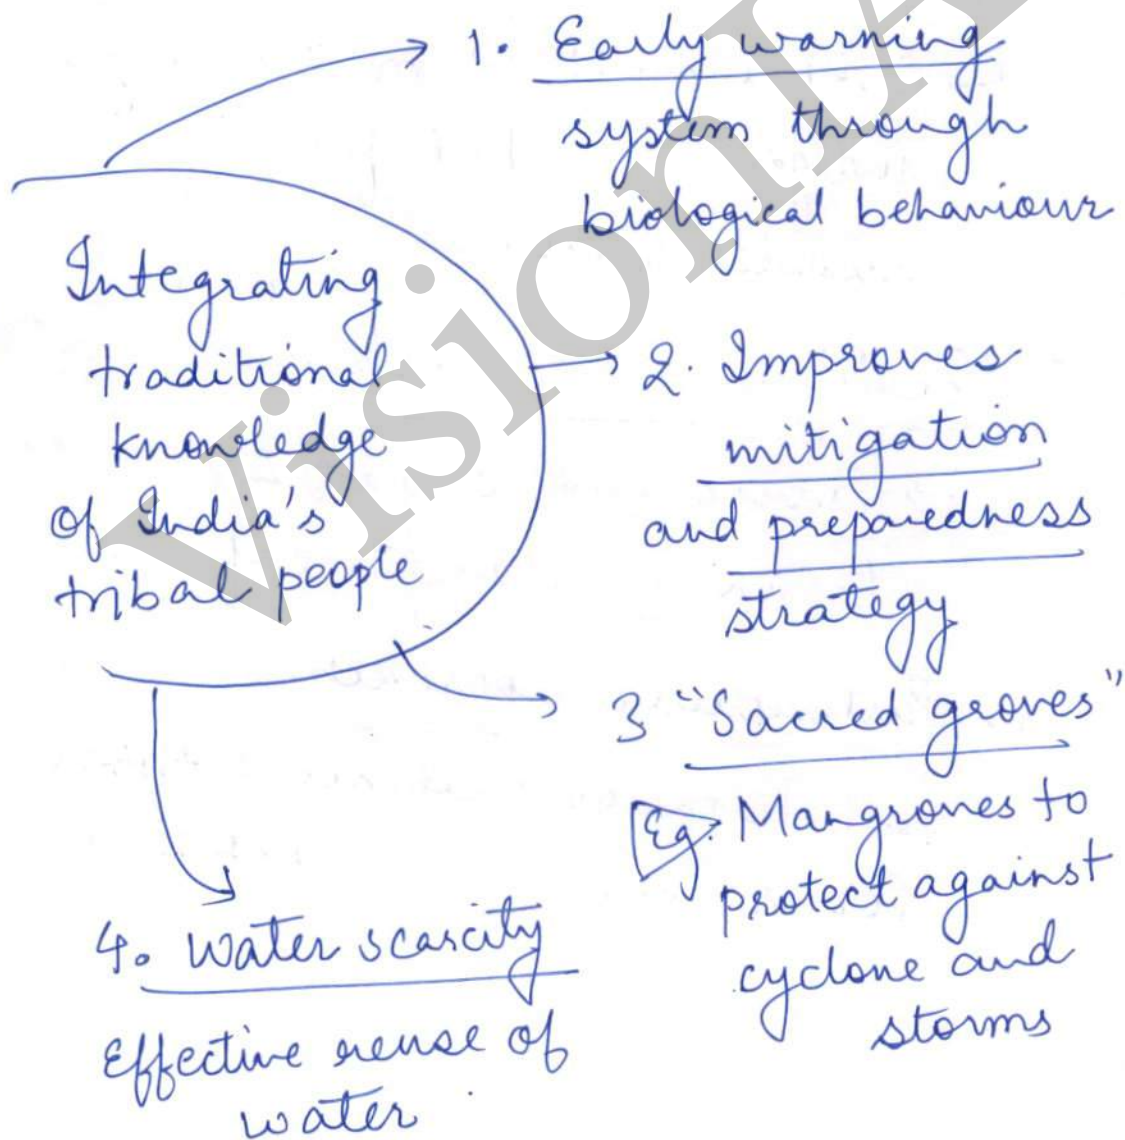 Integrating
traditional
knowledge
of India's
tribal people
1. Early warning
system through
biological behaviour
2. Improves
mitigation
and preparedness
strategy
3 "Sacred groves"
Eg. Mangroves to
protect against
cyclone and
storms
4. Water scarcity
Effective reuse of
water
VisionIA